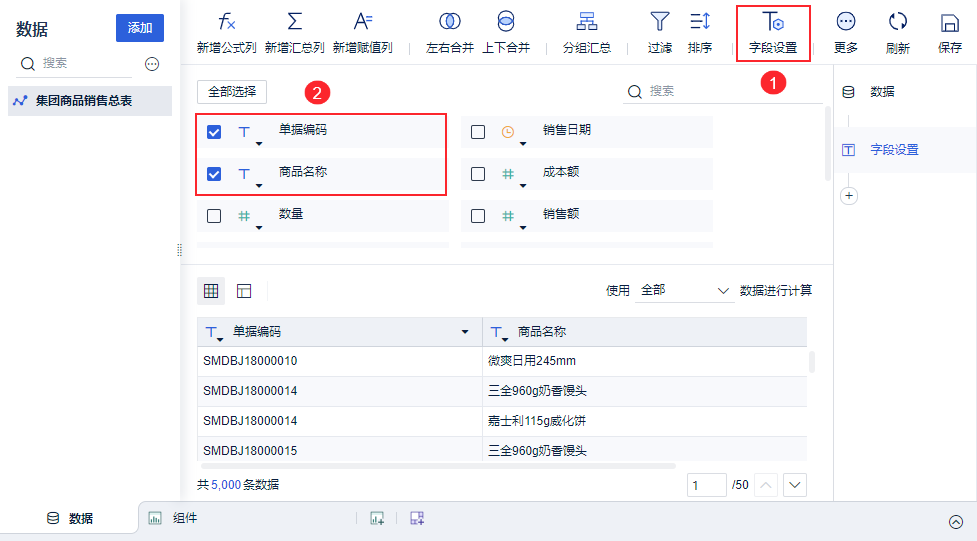 数据
添加
搜索
集团商品销售总表
新增公式列 新增汇总列 新增赋值列 左右合并 上下合并 分组汇总 过滤 排序 字段设置 更多 刷新 保存
1
全部选择
2
搜索
单据编码 销售日期
商品名称 成本额
数量 销售额
数据
字段设置
使用 全部 数据进行计算
单据编码 商品名称
SMDBJ18000010 微爽日用245mm
SMDBJ18000014 三全960g奶香馒头
SMDBJ18000014 嘉士利115g威化饼
SMDBJ18000015 三全960g奶香馒头
共 5,000 条数据
1 /50
数据 组件